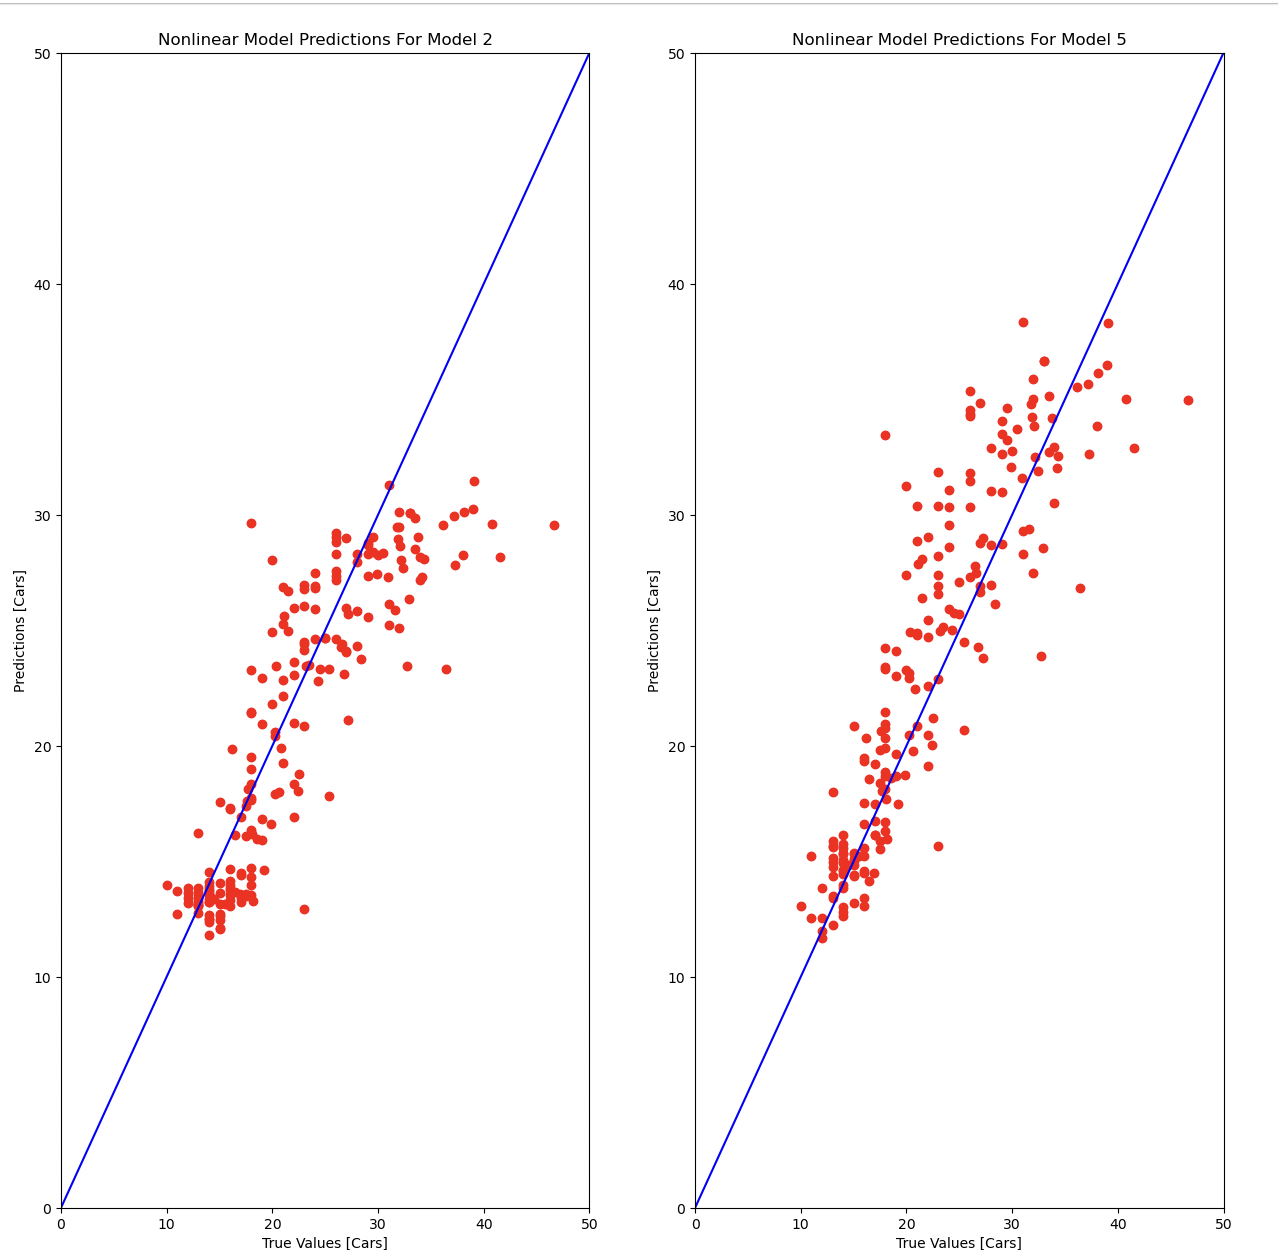 Nonlinear Model Predictions For Model 2
50
40
30
20
10
0
Predictions [Cars]
0 10 20 30 40 50
True Values [Cars]
Nonlinear Model Predictions For Model 5
50
40
30
20
10
0
Predictions [Cars]
0 10 20 30 40 50
True Values [Cars]